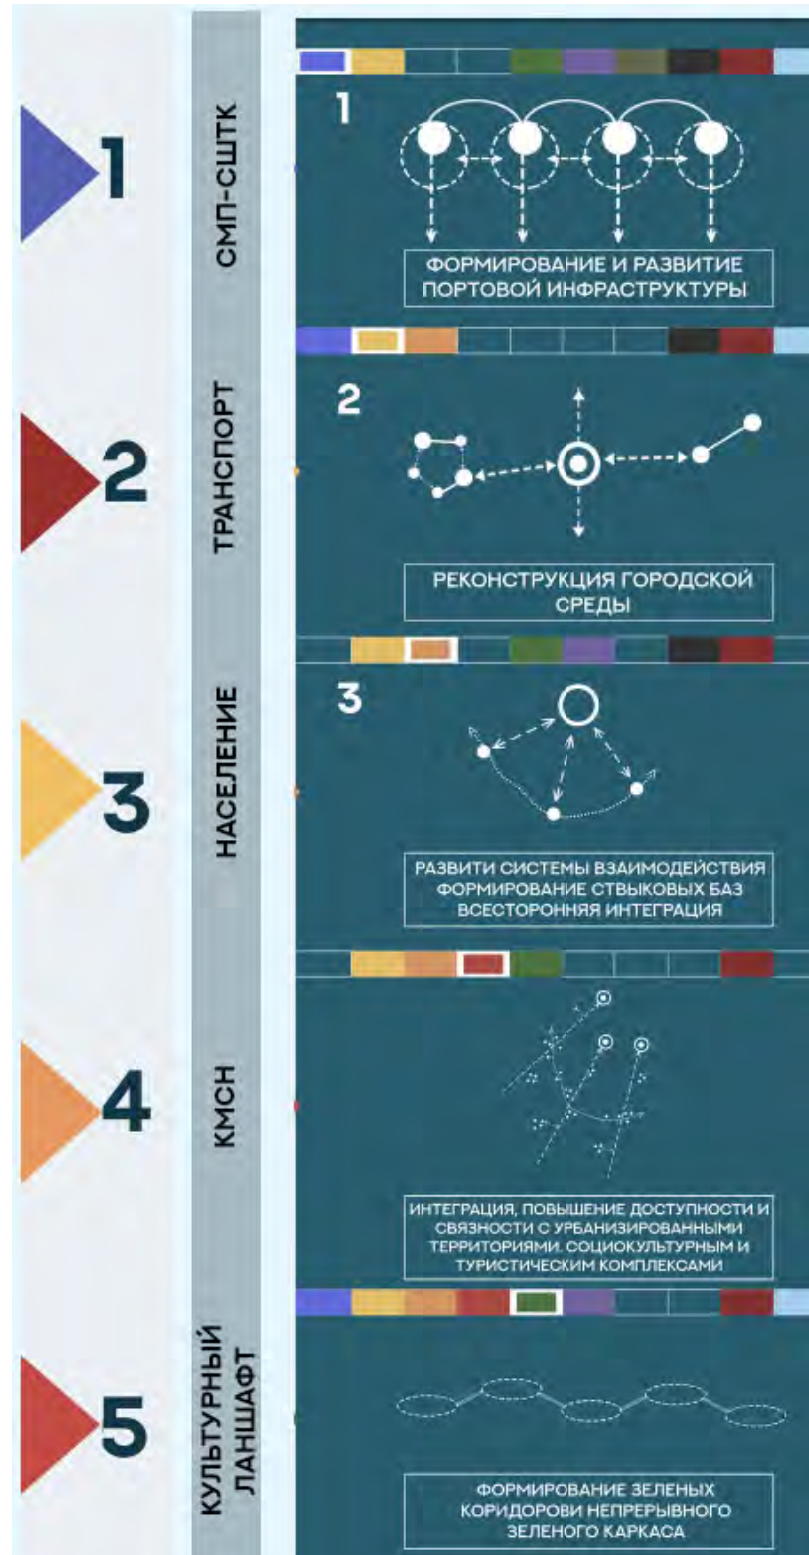 1
СМП-СШТК
1
ФОРМИРОВАНИЕ И РАЗВИТИЕ
ПОРТОВОЙ ИНФРАСТРУКТУРЫ
2
ТРАНСПОРТ
2
РЕКОНСТРУКЦИЯ ГОРОДСКОЙ
СРЕДЫ
3
НАСЕЛЕНИЕ
3
РАЗВИТИ СИСТЕМЫ ВЗАИМОДЕЙСТВИЯ
ФОРМИРОВАНИЕ СТВЫКОВЫХ БАЗ
ВСЕСТОРОННЯЯ ИНТЕГРАЦИЯ
4
КМСН
ИНТЕГРАЦИЯ, ПОВЫШЕНИЕ ДОСТУПНОСТИ И
СВЯЗНОСТИ С УРБАНИЗИРОВАННЫМИ
ТЕРРИТОРИЯМИ. СОЦИОКУЛЬТУРНЫМ И
ТУРИСТИЧЕСКИМ КОМПЛЕКСАМИ
5
КУЛЬТУРНЫЙ
ЛАНШАФТ
ФОРМИРОВАНИЕ ЗЕЛЕНЫХ
КОРИДОРОВИ НЕПРЕРЫВНОГО
ЗЕЛЕНОГО КАРКАСА